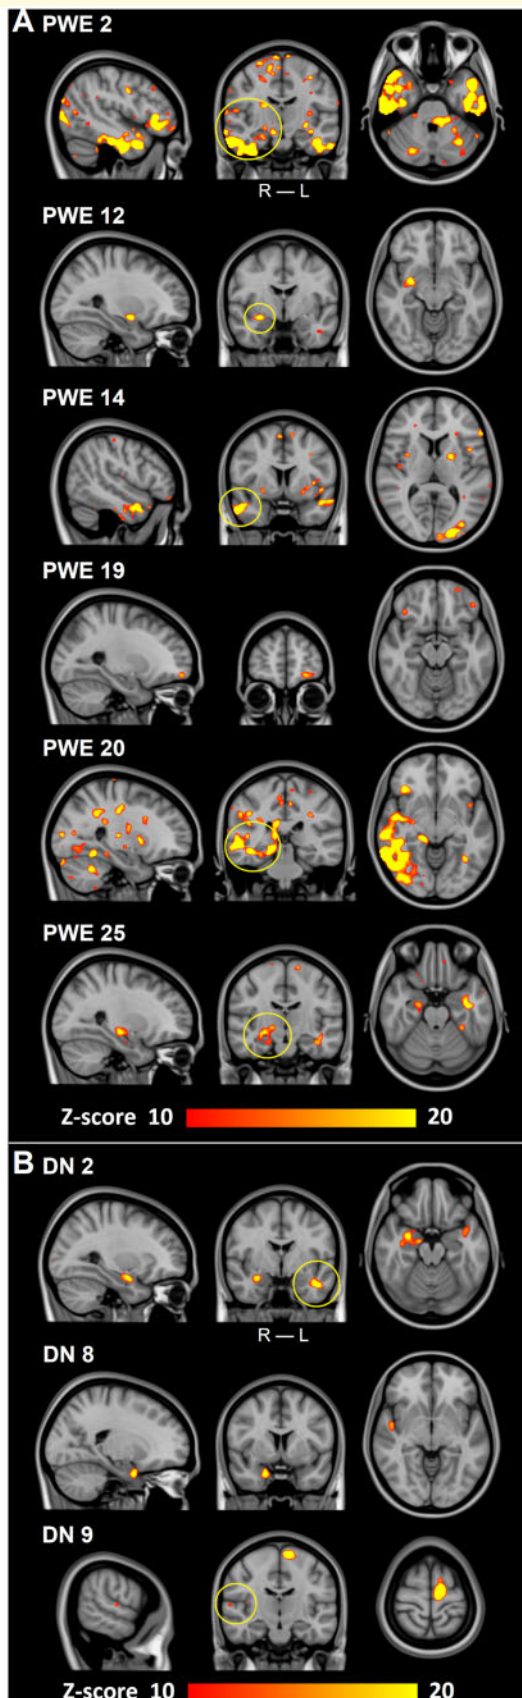 A PWE 2
R — L
PWE 12
PWE 14
PWE 19
PWE 20
PWE 25
Z-score 10 20
B DN 2
R — L
DN 8
DN 9
Z-score 10 20